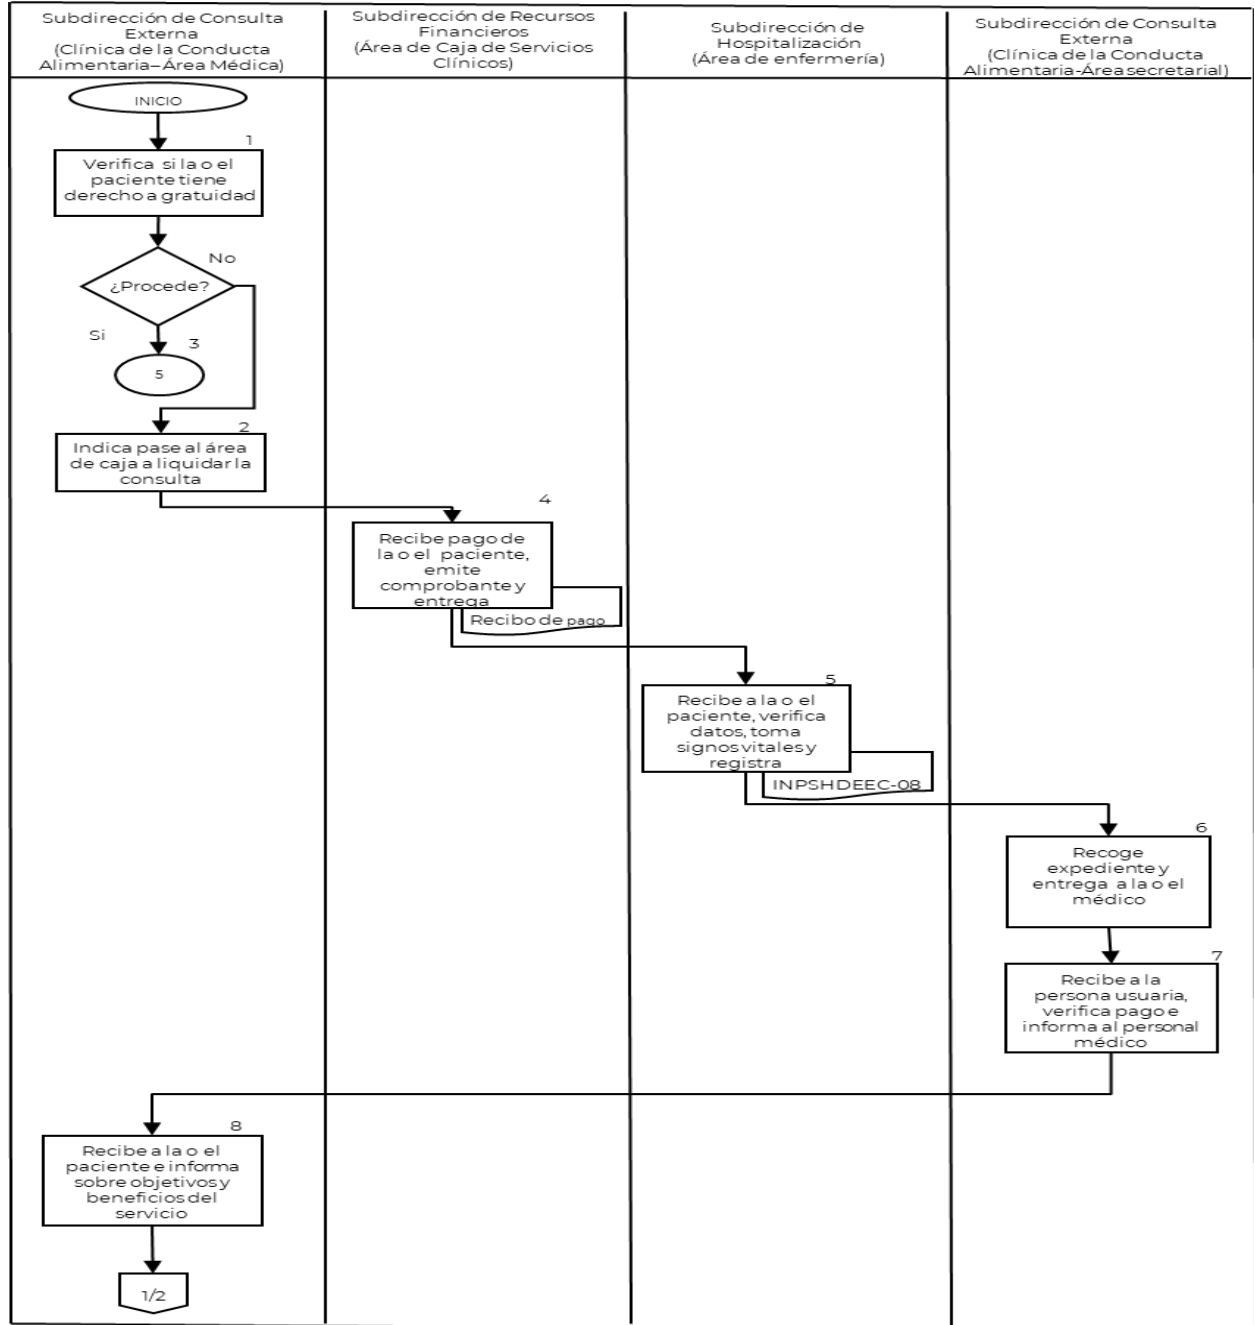 Subdirección de Consulta
Externa
(Clínica de la Conducta
Alimentaria–Área Médica)
Subdirección de Recursos
Financieros
(Área de Caja de Servicios
Clínicos)
Subdirección de
Hospitalización
(Área de enfermería)
Subdirección de Consulta
Externa
(Clínica de la Conducta
Alimentaria-Área secretarial)
INICIO
1
Verifica si la o el
paciente tiene
derecho a gratuidad
No
¿Procede?
Si
3
5
2
Indica pase al área
de caja a liquidar la
consulta
4
Recibe pago de
la o el paciente,
emite
comprobante y
entrega
Recibo de pago
5
Recibe a la o el
paciente, verifica
datos, toma
signos vitales y
registra
INPSHDEEC-08
6
Recoge
expediente y
entrega a la o el
médico
7
Recibe a la
persona usuaria,
verifica pago e
informa al personal
médico
8
Recibe a la o el
paciente e informa
sobre objetivos y
beneficios del
servicio
1/2